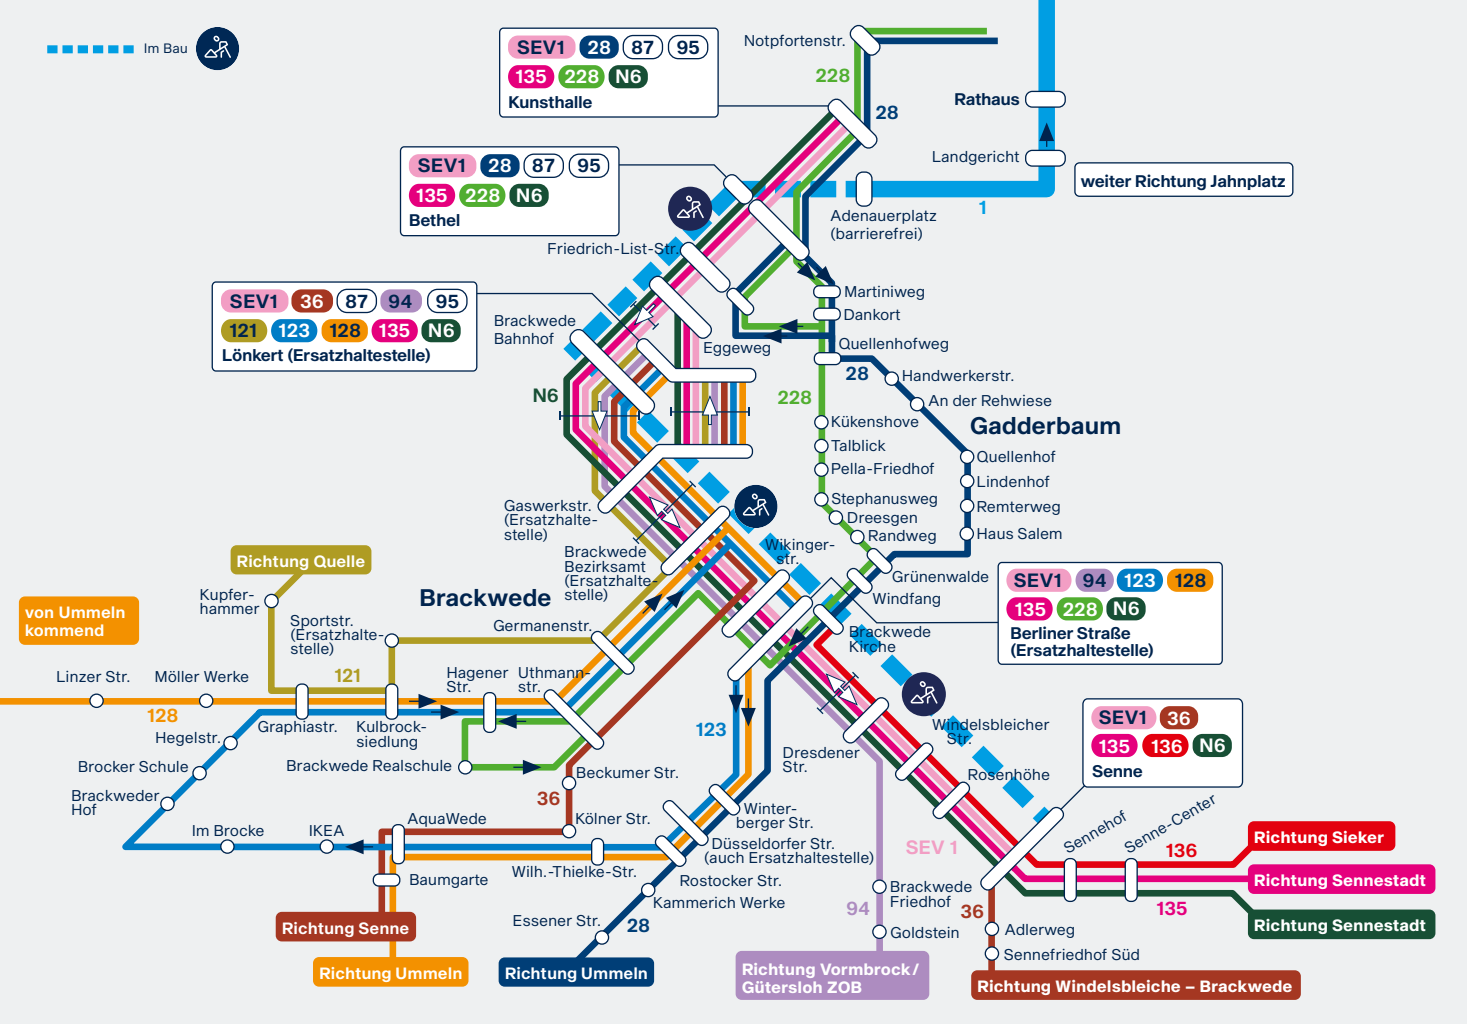 Im Bau
SEV1 28 87 95
135 228 N6
Kunsthalle
Notpfortenstr.
228
28
Rathaus
Landgericht
weiter Richtung Jahnplatz
1
Adenauerplatz
(barrierefrei)
SEV1 28 87 95
135 228 N6
Bethel
Friedrich-List-Str.
SEV1 36 87 94 95
121 123 128 135 N6
Lönkert (Ersatzhaltestelle)
Brackwede
Bahnhof
N6
Eggeweg
Martiniweg
Dankort
Quellenhofweg
28
228
Handwerkerstr.
An der Rehwiese
Gadderbaum
Kükenshove
Talblick
Pella-Friedhof
Stephanusweg
Dreesgen
Randweg
Quellenhof
Lindenhof
Remterweg
Haus Salem
Grünenwalde
Windfang
Gaswerkstr.
(Ersatzhalte-
stelle)
Brackwede
Bezirksamt
(Ersatzhalte-
stelle)
Wikinger-
str.
Brackwede
Kirche
SEV1 94 123 128
135 228 N6
Berliner Straße
(Ersatzhaltestelle)
Richtung Quelle
Kupfer-
hammer
von Ummeln
kommend
Brackwede
Sportstr.
(Ersatzhalte-
stelle)
Germanenstr.
121
Linzer Str.
Möller Werke
128
Hagener
Str.
Uthmann-
str.
Graphiastr.
Kulbrock-
siedlung
Hegelstr.
Brocker Schule
Brackweder
Hof
Brackwede Realschule
Im Brocke
IKEA
AquaWede
Beckumer Str.
36
Kölner Str.
Baumgarte
Wilh.-Thielke-Str.
123
Dresdener
Str.
Winter-
berger Str.
Düsseldorfer Str.
(auch Ersatzhaltestelle)
Rostocker Str.
Kammerich Werke
Essener Str.
28
Richtung Senne
Richtung Ummeln
Richtung Ummeln
Windelsbleicher
Str.
Rosenhöhe
SEV1 36
135 136 N6
Senne
SEV 1
Sennehof
Senne-Center
136
135
Richtung Sieker
Richtung Sennestadt
Richtung Sennestadt
Brackwede
Friedhof
94
Goldstein
36
Adlerweg
Sennefriedhof Süd
Richtung Vormbrock/
Gütersloh ZOB
Richtung Windelsbleiche – Brackwede